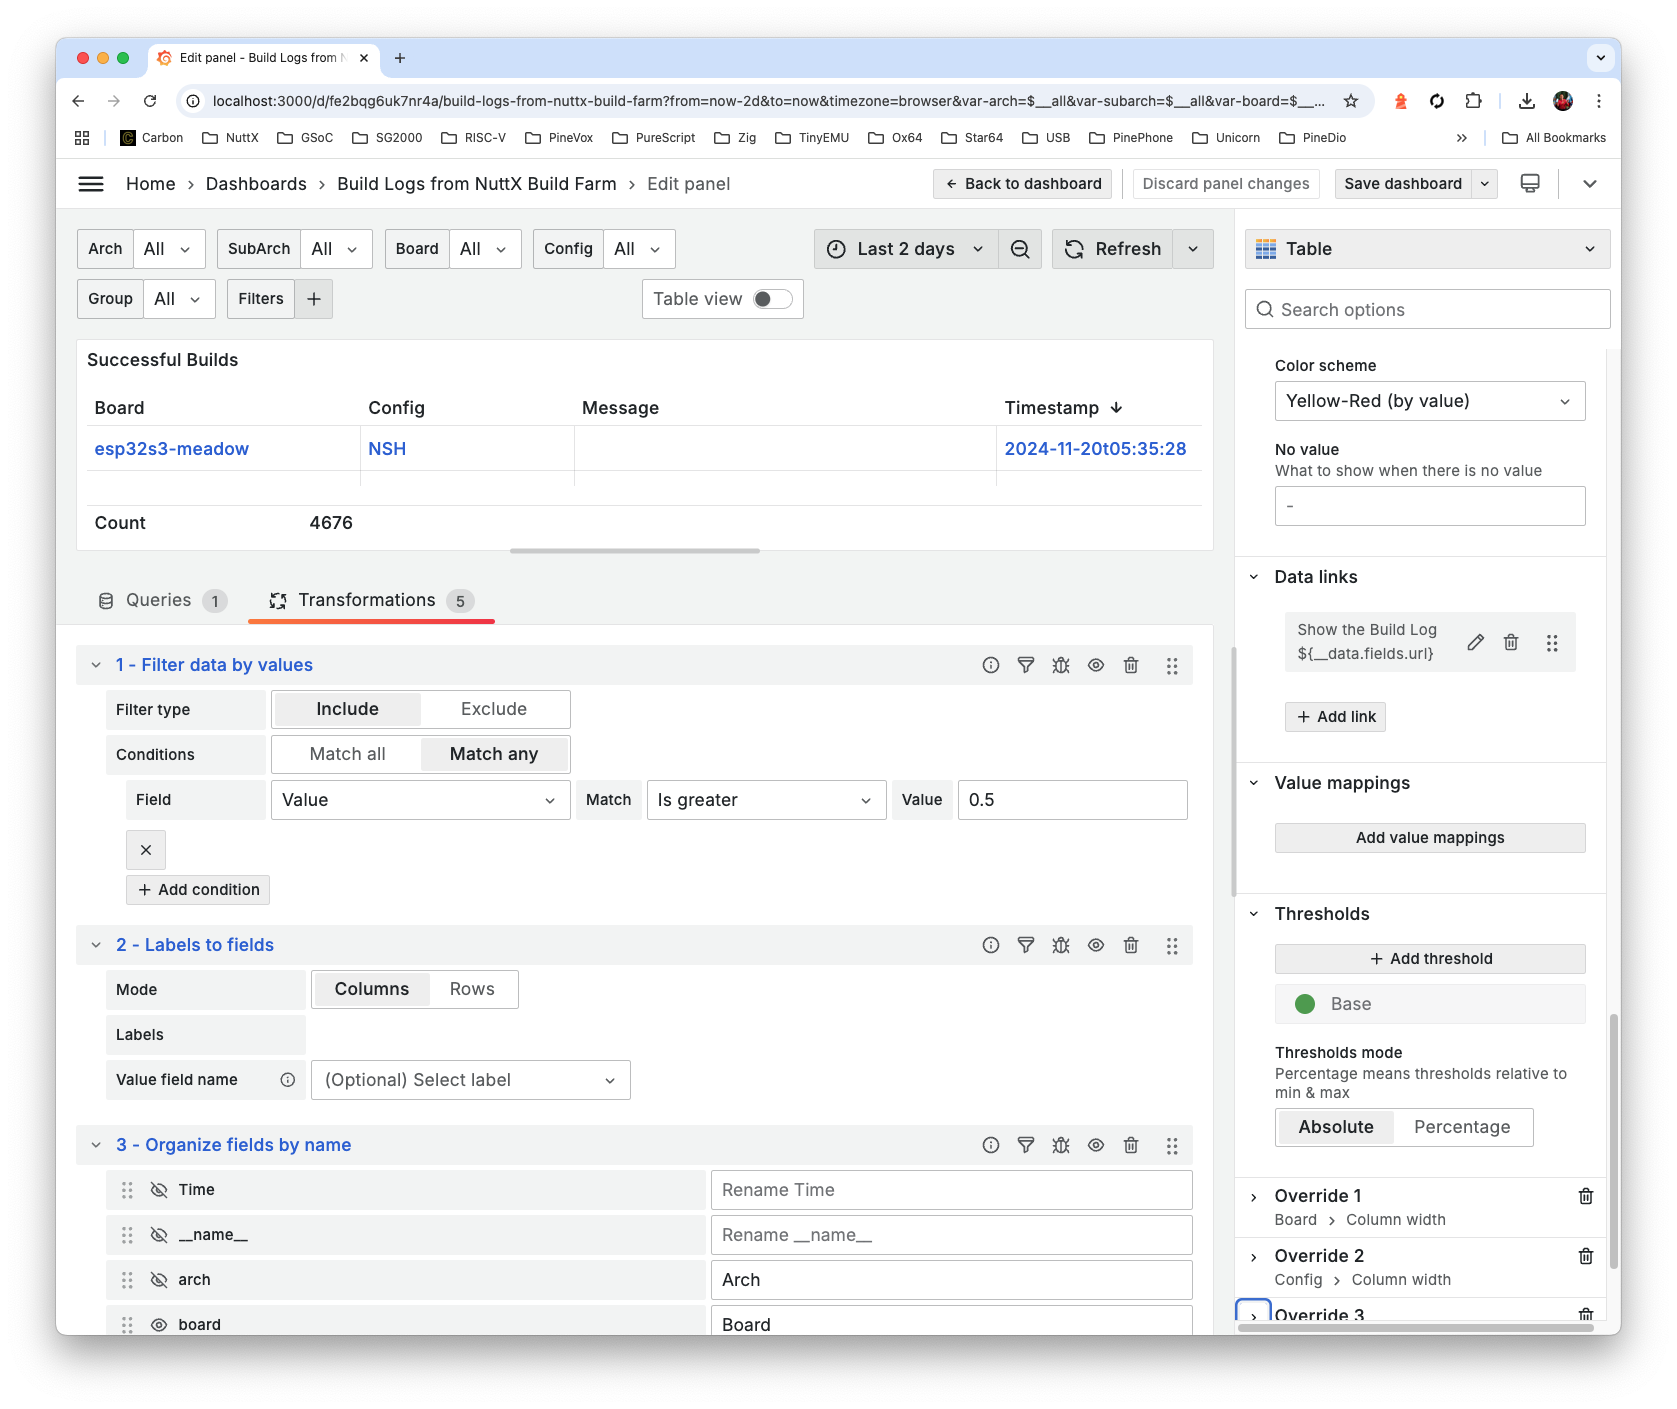 Edit panel - Build Logs from N
localhost:3000/d/fe2bqg6uk7nr4a/build-logs-from-nuttx-build-farm?from=now-2d&to=now&timezone=browser&var-arch=$__all&var-subarch=$__all&var-board=$__...
Carbon NuttX GSoC SG2000 RISC-V PineVox PureScript Zig TinyEMU Ox64 Star64 USB PinePhone Unicorn PineDio » All Bookmarks
Home › Dashboards › Build Logs from NuttX Build Farm › Edit panel
Back to dashboard Discard panel changes Save dashboard
Arch All SubArch All Board All Config All Last 2 days Refresh
Group All Filters + Table view
Successful Builds
Board Config Message Timestamp
esp32s3-meadow NSH 2024-11-20t05:35:28
Count 4676
Queries 1 Transformations 5
1 - Filter data by values
Filter type Include Exclude
Conditions Match all Match any
Field Value Match Is greater Value 0.5
+ Add condition
2 - Labels to fields
Mode Columns Rows
Labels
Value field name (Optional) Select label
3 - Organize fields by name
Time Rename Time
__name__ Rename __name__
arch Arch
board Board
Table
Search options
Color scheme
Yellow-Red (by value)
No value
What to show when there is no value
-
Data links
Show the Build Log
${__data.fields.url}
+ Add link
Value mappings
Add value mappings
Thresholds
+ Add threshold
Base
Thresholds mode
Percentage means thresholds relative to
min & max
Absolute Percentage
Override 1
Board › Column width
Override 2
Config › Column width
Override 3